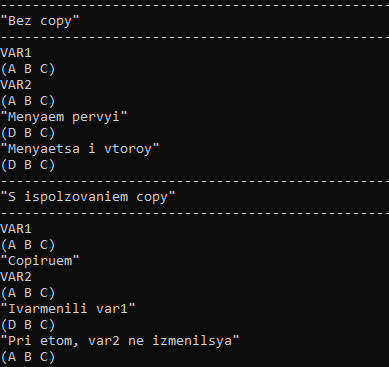 ------------------------------------------------
"Bez copy"
------------------------------------------------
VAR1
(A B C)
VAR2
(A B C)
"Menyaem pervyi"
(D B C)
"Menyaetsa i vtoroy"
(D B C)
------------------------------------------------
"S ispolzovaniem copy"
------------------------------------------------
VAR1
(A B C)
"Copiruem"
VAR2
(A B C)
"Ivarmenili var1"
(D B C)
"Pri etom, var2 ne izmenilsya"
(A B C)